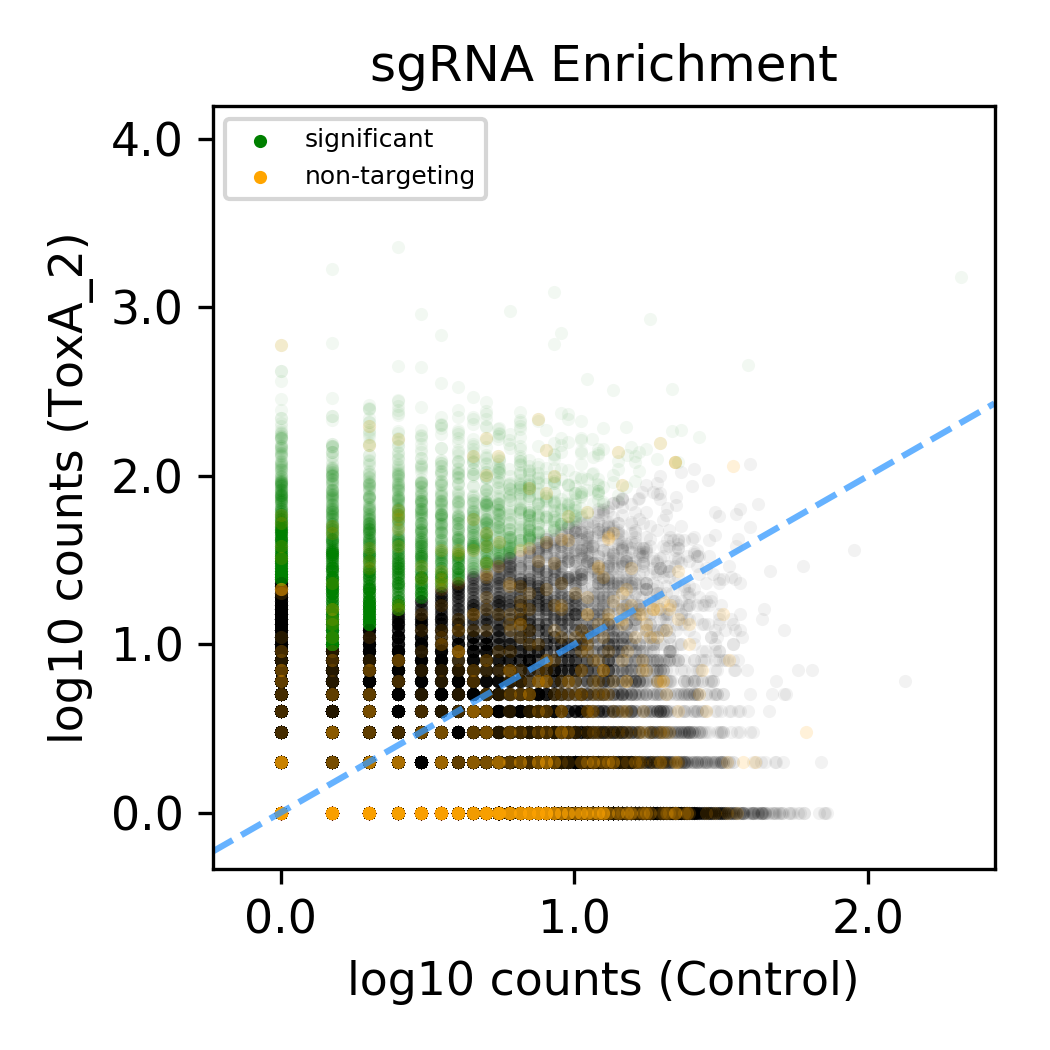 sgRNA Enrichment
significant
non-targeting
4.0
3.0
2.0
1.0
0.0
log10 counts (ToxA_2)
0.0 1.0 2.0
log10 counts (Control)